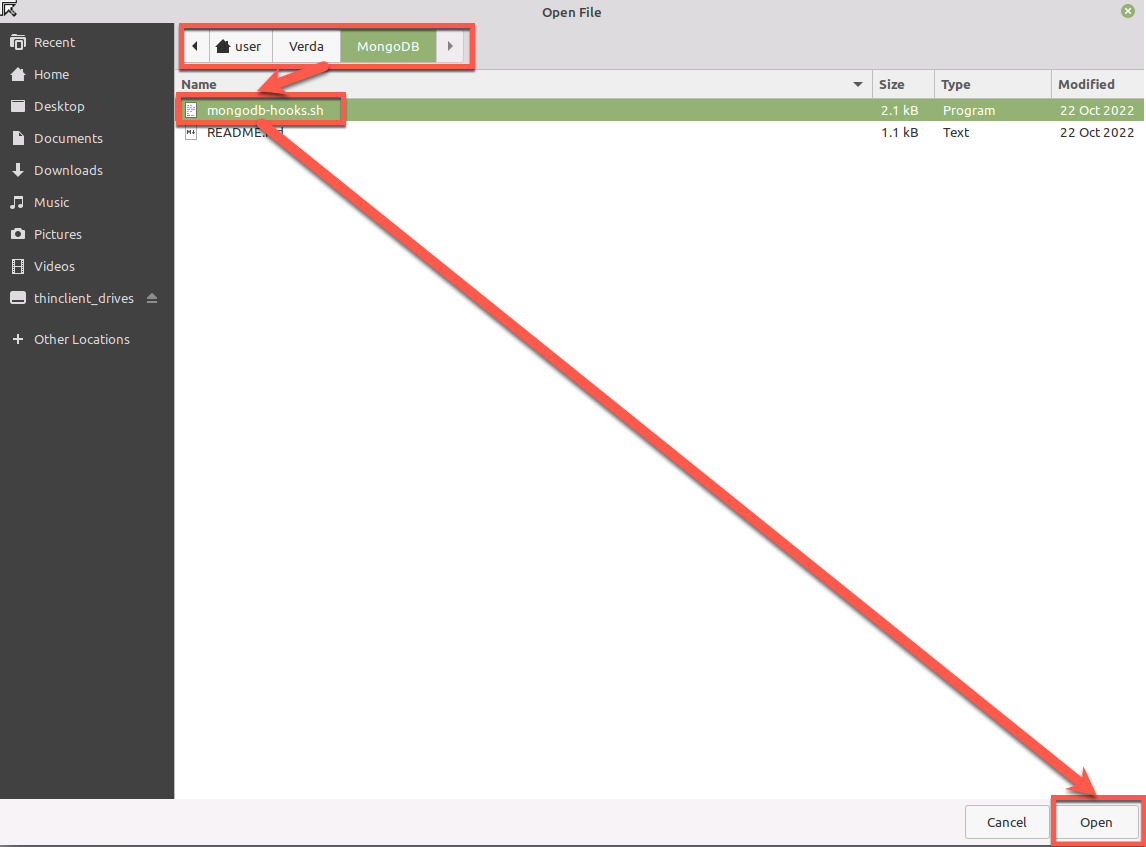 Open File
Recent
Home
Desktop
Documents
Downloads
Music
Pictures
Videos
thinclient_drives
Other Locations
user Verda MongoDB
Name Size Type Modified
mongodb-hooks.sh 2.1 kB Program 22 Oct 2022
README.md 1.1 kB Text 22 Oct 2022
Cancel Open